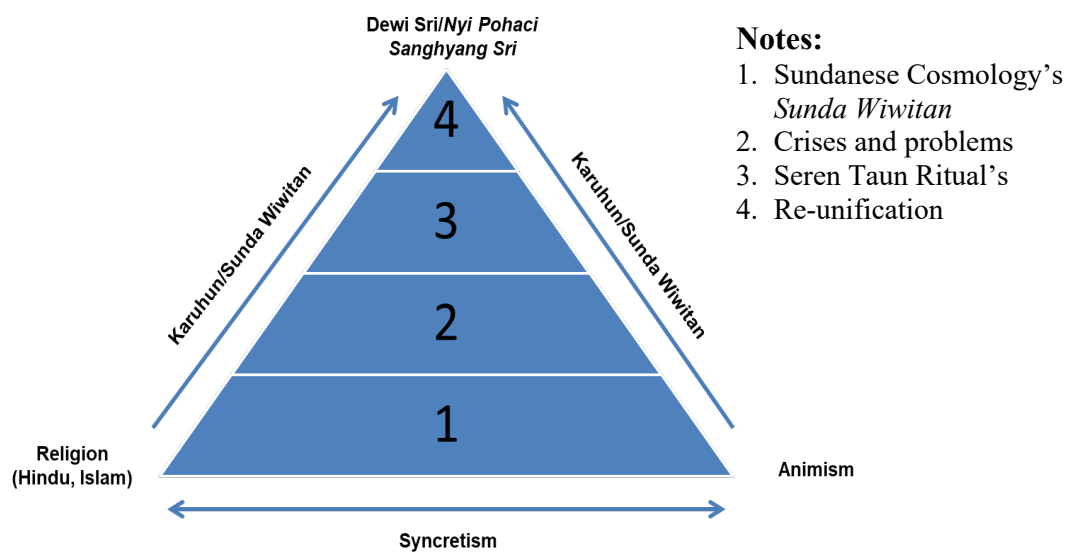 Dewi Sri/Nyi Pohaci
Sanghyang Sri
Notes:
1. Sundanese Cosmology's
Sunda Wiwitan
2. Crises and problems
3. Seren Taun Ritual's
4. Re-unification
4
3
2
1
Karuhun/Sunda Wiwitan
Karuhun/Sunda Wiwitan
Religion
(Hindu, Islam)
Animism
Syncretism